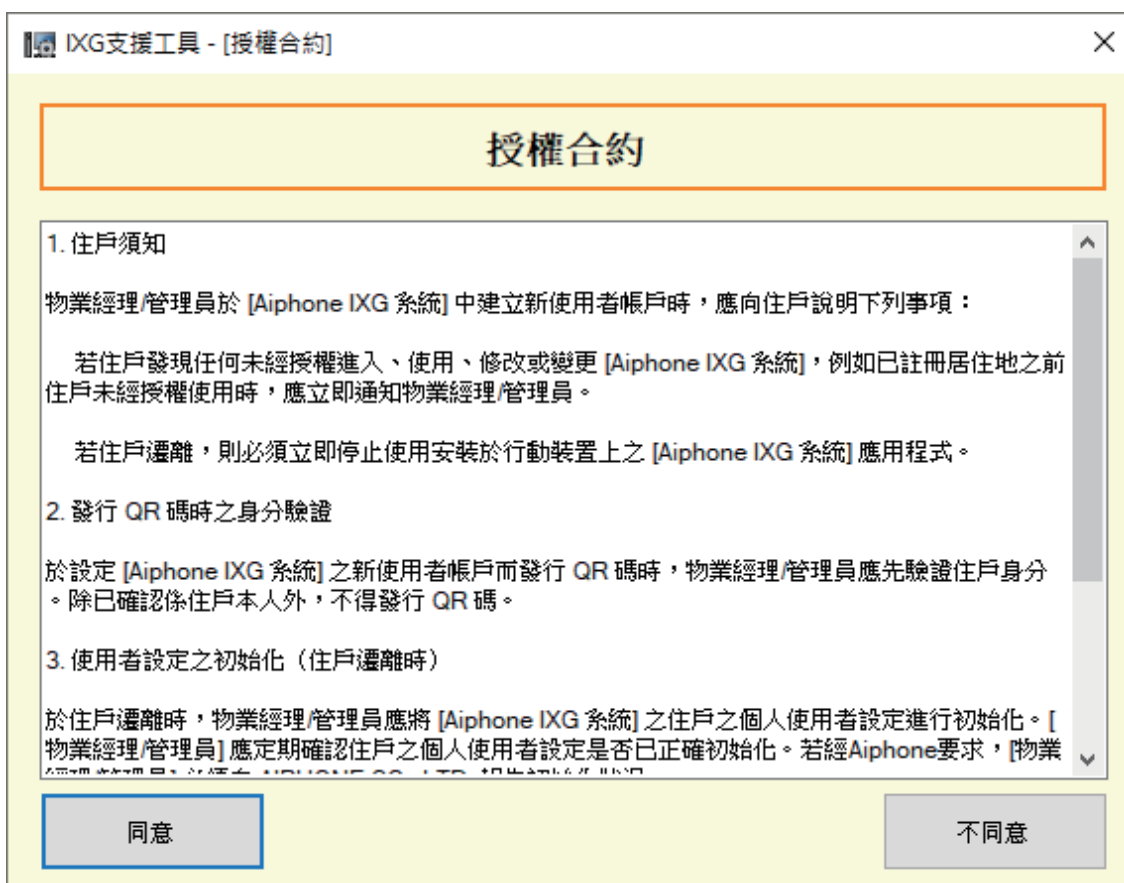 IXG支援工具 - [授權合約]
授權合約
1. 住戶須知
物業經理/管理員於 [Aiphone IXG 系統] 中建立新使用者帳戶時，應向住戶說明下列事項：
若住戶發現任何未經授權進入、使用、修改或變更 [Aiphone IXG 系統]，例如已註冊居住地之前
住戶未經授權使用時，應立即通知物業經理/管理員。
若住戶遷離，則必須立即停止使用安裝於行動裝置上之 [Aiphone IXG 系統] 應用程式。
2. 發行 QR 碼時之身分驗證
於設定 [Aiphone IXG 系統] 之新使用者帳戶而發行 QR 碼時，物業經理/管理員應先驗證住戶身分
。除已確認係住戶本人外，不得發行 QR 碼。
3. 使用者設定之初始化（住戶遷離時）
於住戶遷離時，物業經理/管理員應將 [Aiphone IXG 系統] 之住戶之個人使用者設定進行初始化。[
物業經理/管理員] 應定期確認住戶之個人使用者設定是否已正確初始化。若經Aiphone要求，[物業
同意
不同意